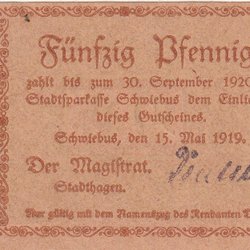 Fünfzig Pfennig
zahlt bis zum 30. September 1920
Stadtsparkasse Schwiebus dem Einli
dieses Gutscheines.
Schwiebus, den 15. Mai 1919.
Der Magistrat.
Stadthagen.
Nur gültig mit dem Namenszug des Rendanten